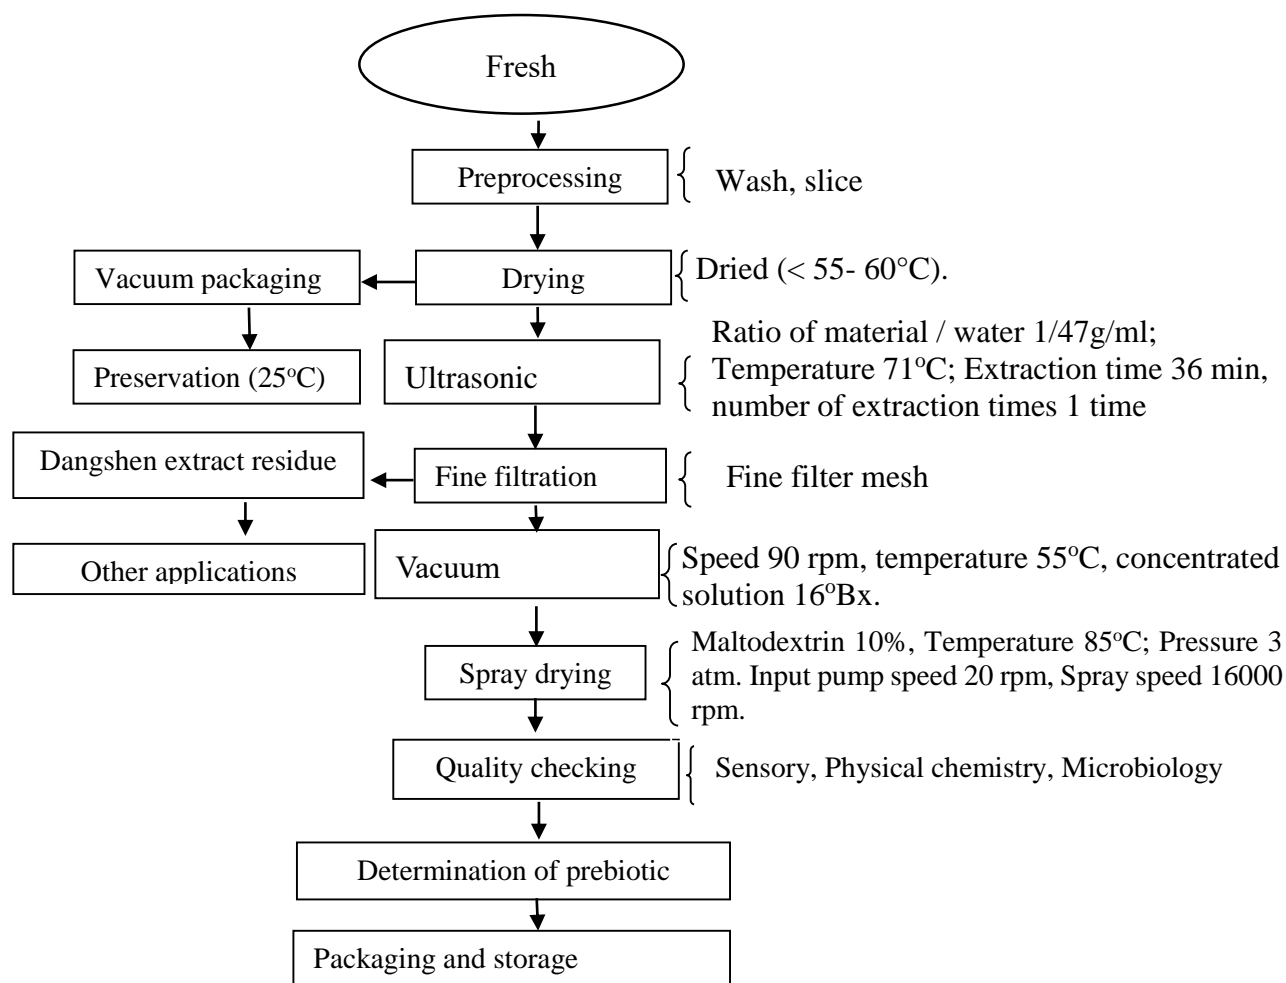 Fresh
Preprocessing
Wash, slice
Vacuum packaging
Drying
Dried (< 55- 60°C).
Preservation (25°C)
Ultrasonic
Ratio of material / water 1/47g/ml;
Temperature 71°C; Extraction time 36 min,
number of extraction times 1 time
Dangshen extract residue
Fine filtration
Fine filter mesh
Other applications
Vacuum
Speed 90 rpm, temperature 55°C, concentrated
solution 16°Bx.
Spray drying
Maltodextrin 10%, Temperature 85°C; Pressure 3
atm. Input pump speed 20 rpm, Spray speed 16000
rpm.
Quality checking
Sensory, Physical chemistry, Microbiology
Determination of prebiotic
Packaging and storage